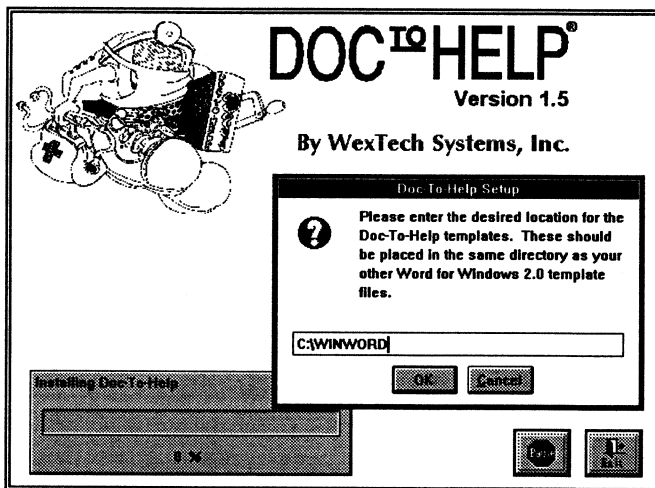 DOC TO HELP®
Version 1.5
By WexTech Systems, Inc.
Doc-To-Help Setup
Please enter the desired location for the
Doc-To-Help templates. These should
be placed in the same directory as your
other Word for Windows 2.0 template
files.
C:\WINWORD
OK
Cancel
Installing Doc-To-Help
0 %
Pause
Exit